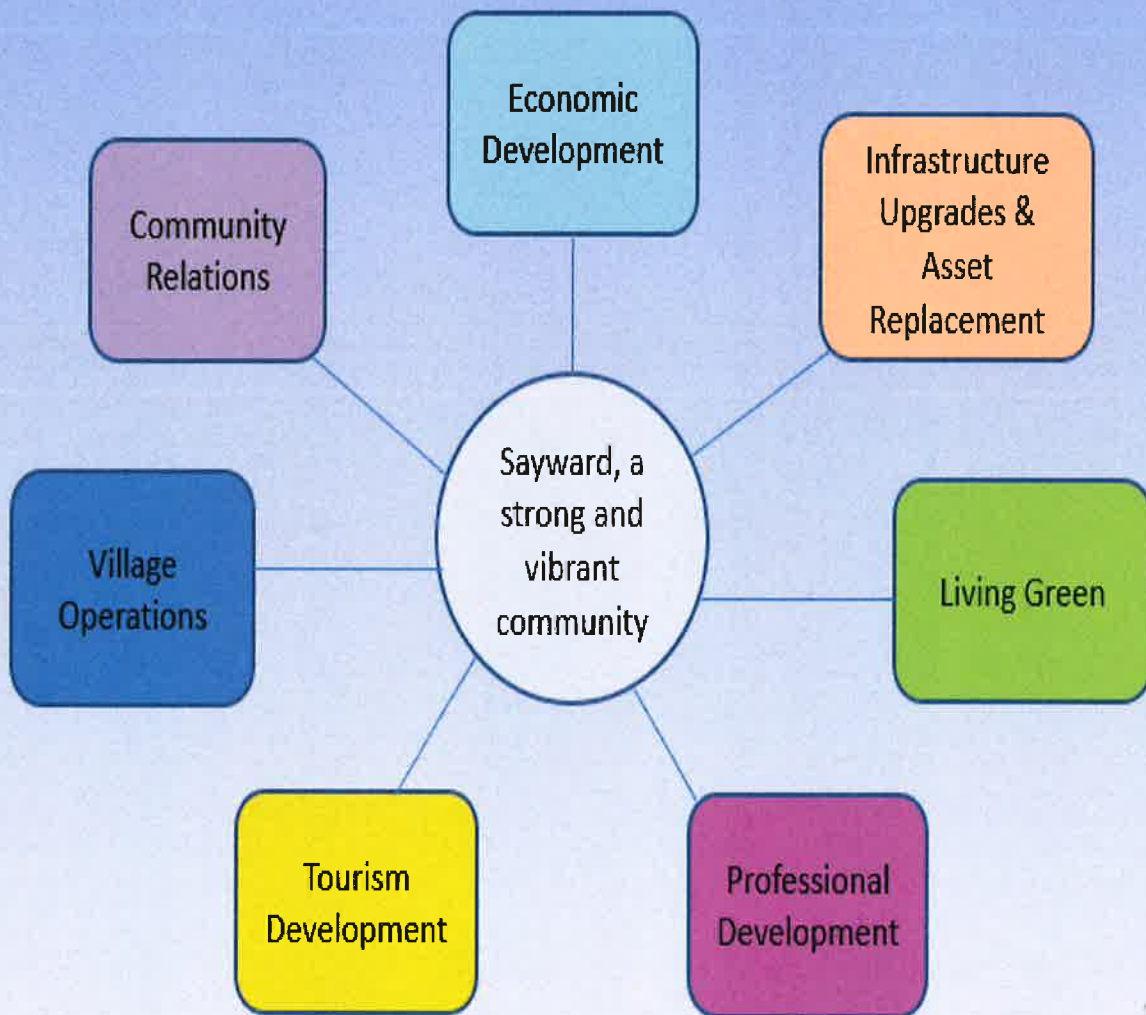 Economic
Development
Infrastructure
Upgrades &
Asset
Replacement
Community
Relations
Sayward, a
strong and
vibrant
community
Village
Operations
Living Green
Tourism
Development
Professional
Development